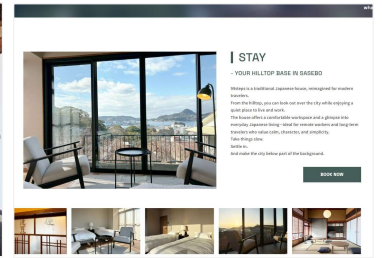 STAY
- YOUR HILLTOP BASE IN SASEBO
is a traditional Japanese house, reimagined for modern
travelers.
From the hilltop, you can look out over the city while enjoying a
quiet place to live and work.
The house offers a comfortable workspace and a glimpse into
everyday Japanese living - ideal for remote workers and long-term
travelers who value calm, character, and simplicity.
Take things slow.
Settle in.
And make the city below part of the background.
BOOK NOW